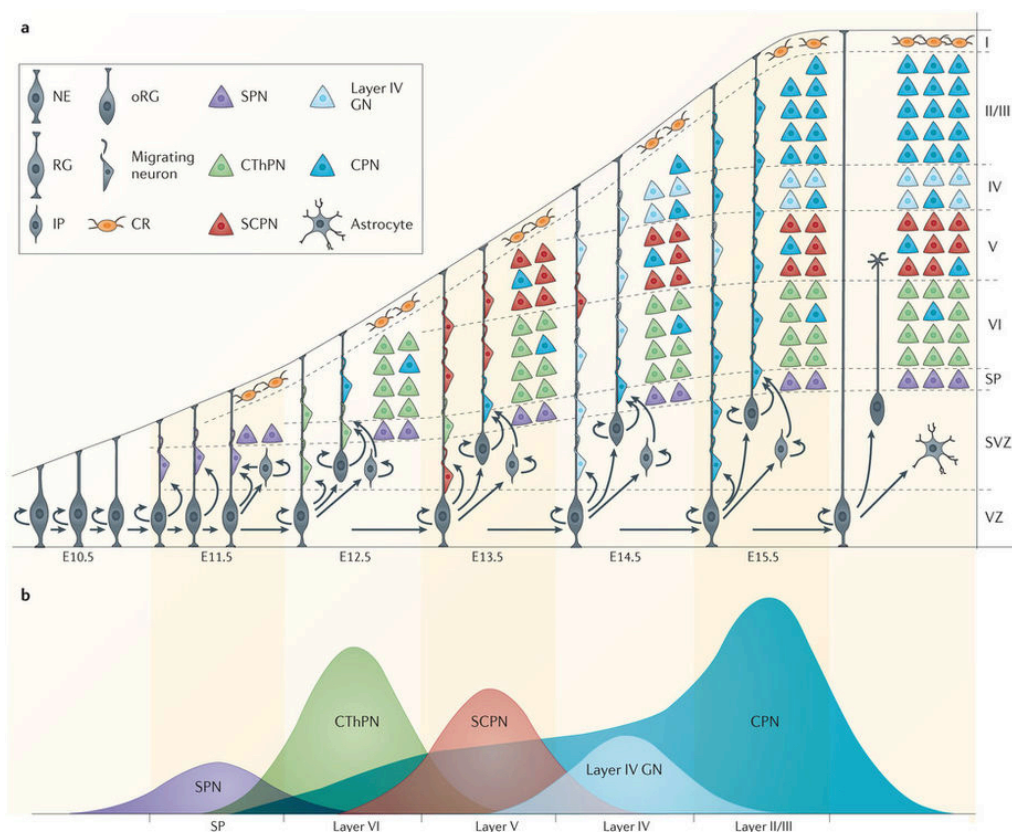 a
NE
oRG
SPN
Layer IV
GN
RG
Migrating
neuron
CThPN
CPN
IP
CR
SCPN
Astrocyte
I
II/III
IV
V
VI
SP
SVZ
VZ
E10.5
E11.5
E12.5
E13.5
E14.5
E15.5
b
CThPN
SCPN
CPN
Layer IV GN
SPN
SP
Layer VI
Layer V
Layer IV
Layer II/III